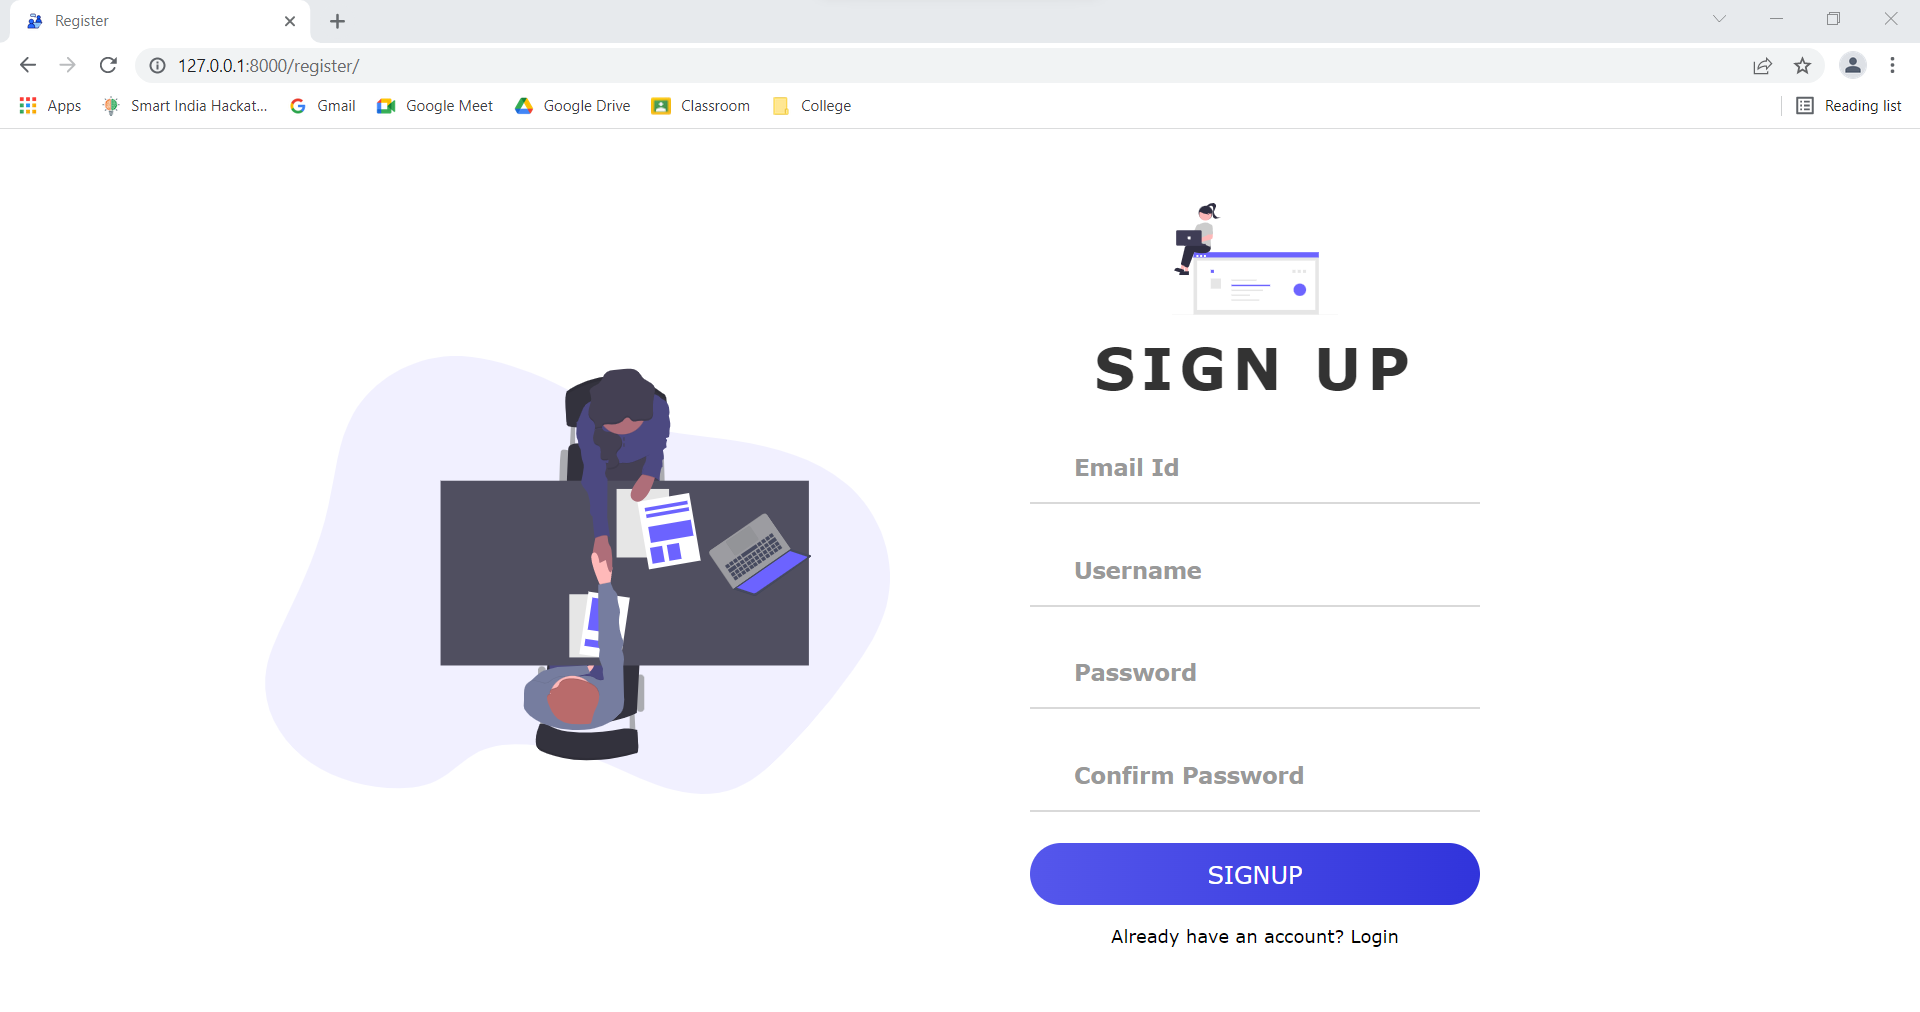 Register
127.0.0.1:8000/register/
Apps Smart India Hackat... Gmail Google Meet Google Drive Classroom College Reading list
SIGN UP
Email Id
Username
Password
Confirm Password
SIGNUP
Already have an account? Login